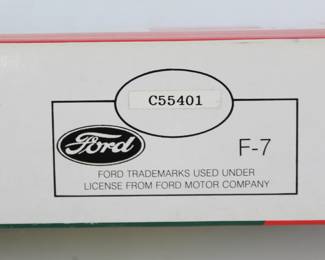 C55401
Ford
F-7
FORD TRADEMARKS USED UNDER
LICENSE FROM FORD MOTOR COMPANY